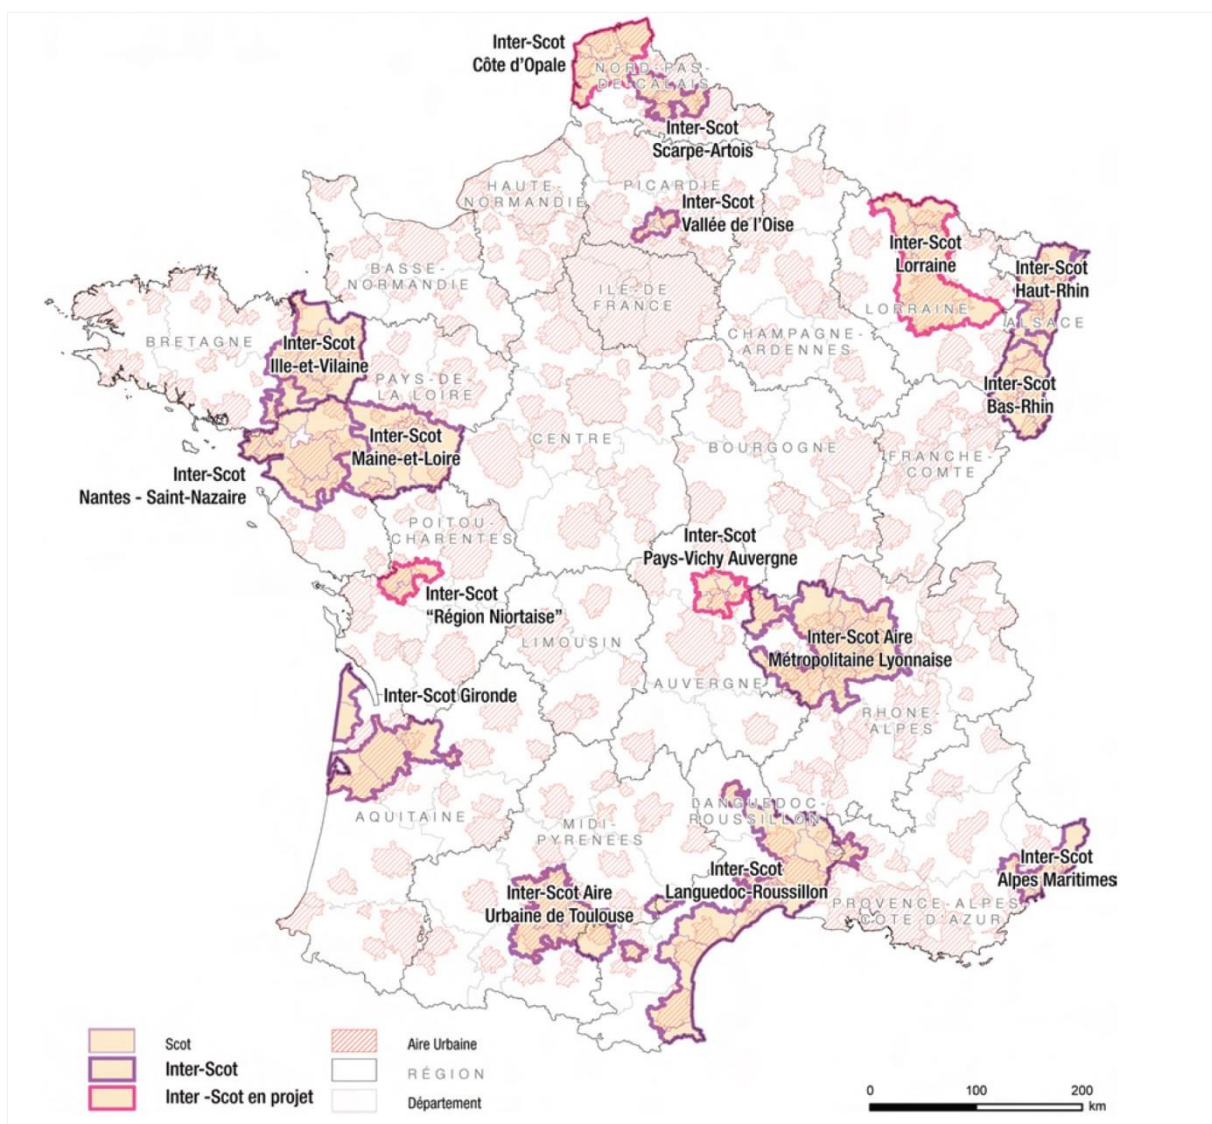 Inter-Scot
Côte d'Opale
NORD-PAS-
DE-CALAIS
Inter-Scot
Scarpe-Artois
HAUTE-
NORMANDIE
PICARDIE
Inter-Scot
Vallée de l'Oise
Inter-Scot
Lorraine
LORRAINE
Inter-Scot
Haut-Rhin
ALSACE
BASSE-
NORMANDIE
ILE-DE
FRANCE
CHAMPAGNE-
ARDENNES
BRETAGNE
Inter-Scot
Ille-et-Vilaine
PAYS-DE-
LA LOIRE
Inter-Scot
Bas-Rhin
Inter-Scot
Maine-et-Loire
CENTRE
BOURGOGNE
FRANCHE-
COMTE
Inter-Scot
Nantes - Saint-Nazaire
POITOU-
CHARENTES
Inter-Scot
Pays-Vichy Auvergne
Inter-Scot
“Région Niortaise”
LIMOUSIN
Inter-Scot Aire
Métropolitaine Lyonnaise
AUVERGNE
Inter-Scot Gironde
RHONE-
ALPES
AQUITAINE
MIDI-
PYRENEES
LANGUEDOC-
ROUSSILLON
Inter-Scot
Languedoc-Roussillon
Inter-Scot Aire
Urbaine de Toulouse
Inter-Scot
Alpes Maritimes
PROVENCE-ALPES
COTE D'AZUR
Scot
Inter-Scot
Inter -Scot en projet
Aire Urbaine
RÉGION
Département
0 100 200
km